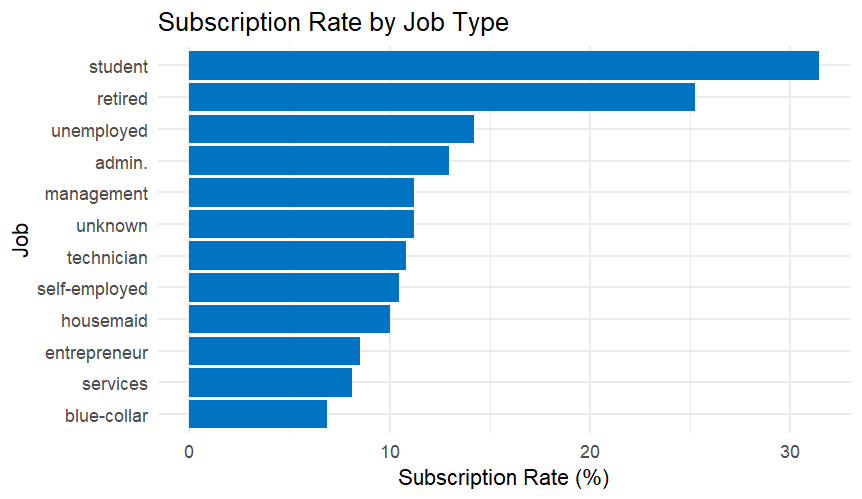 Subscription Rate by Job Type
student
retired
unemployed
admin.
management
unknown
technician
self-employed
housemaid
entrepreneur
services
blue-collar
Job
0 10 20 30
Subscription Rate (%)